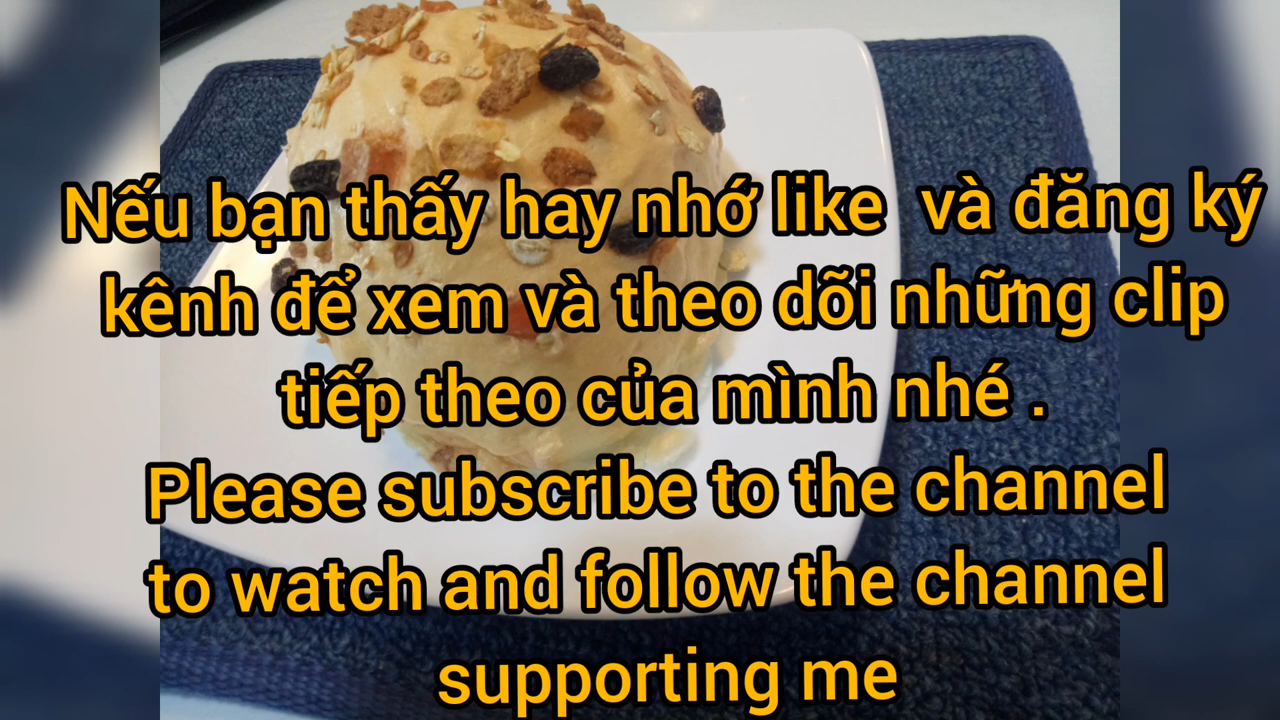 Nếu bạn thấy hay nhớ like và đăng ký
kênh để xem và theo dõi những clip
tiếp theo của mình nhé .
Please subscribe to the channel
to watch and follow the channel
supporting me